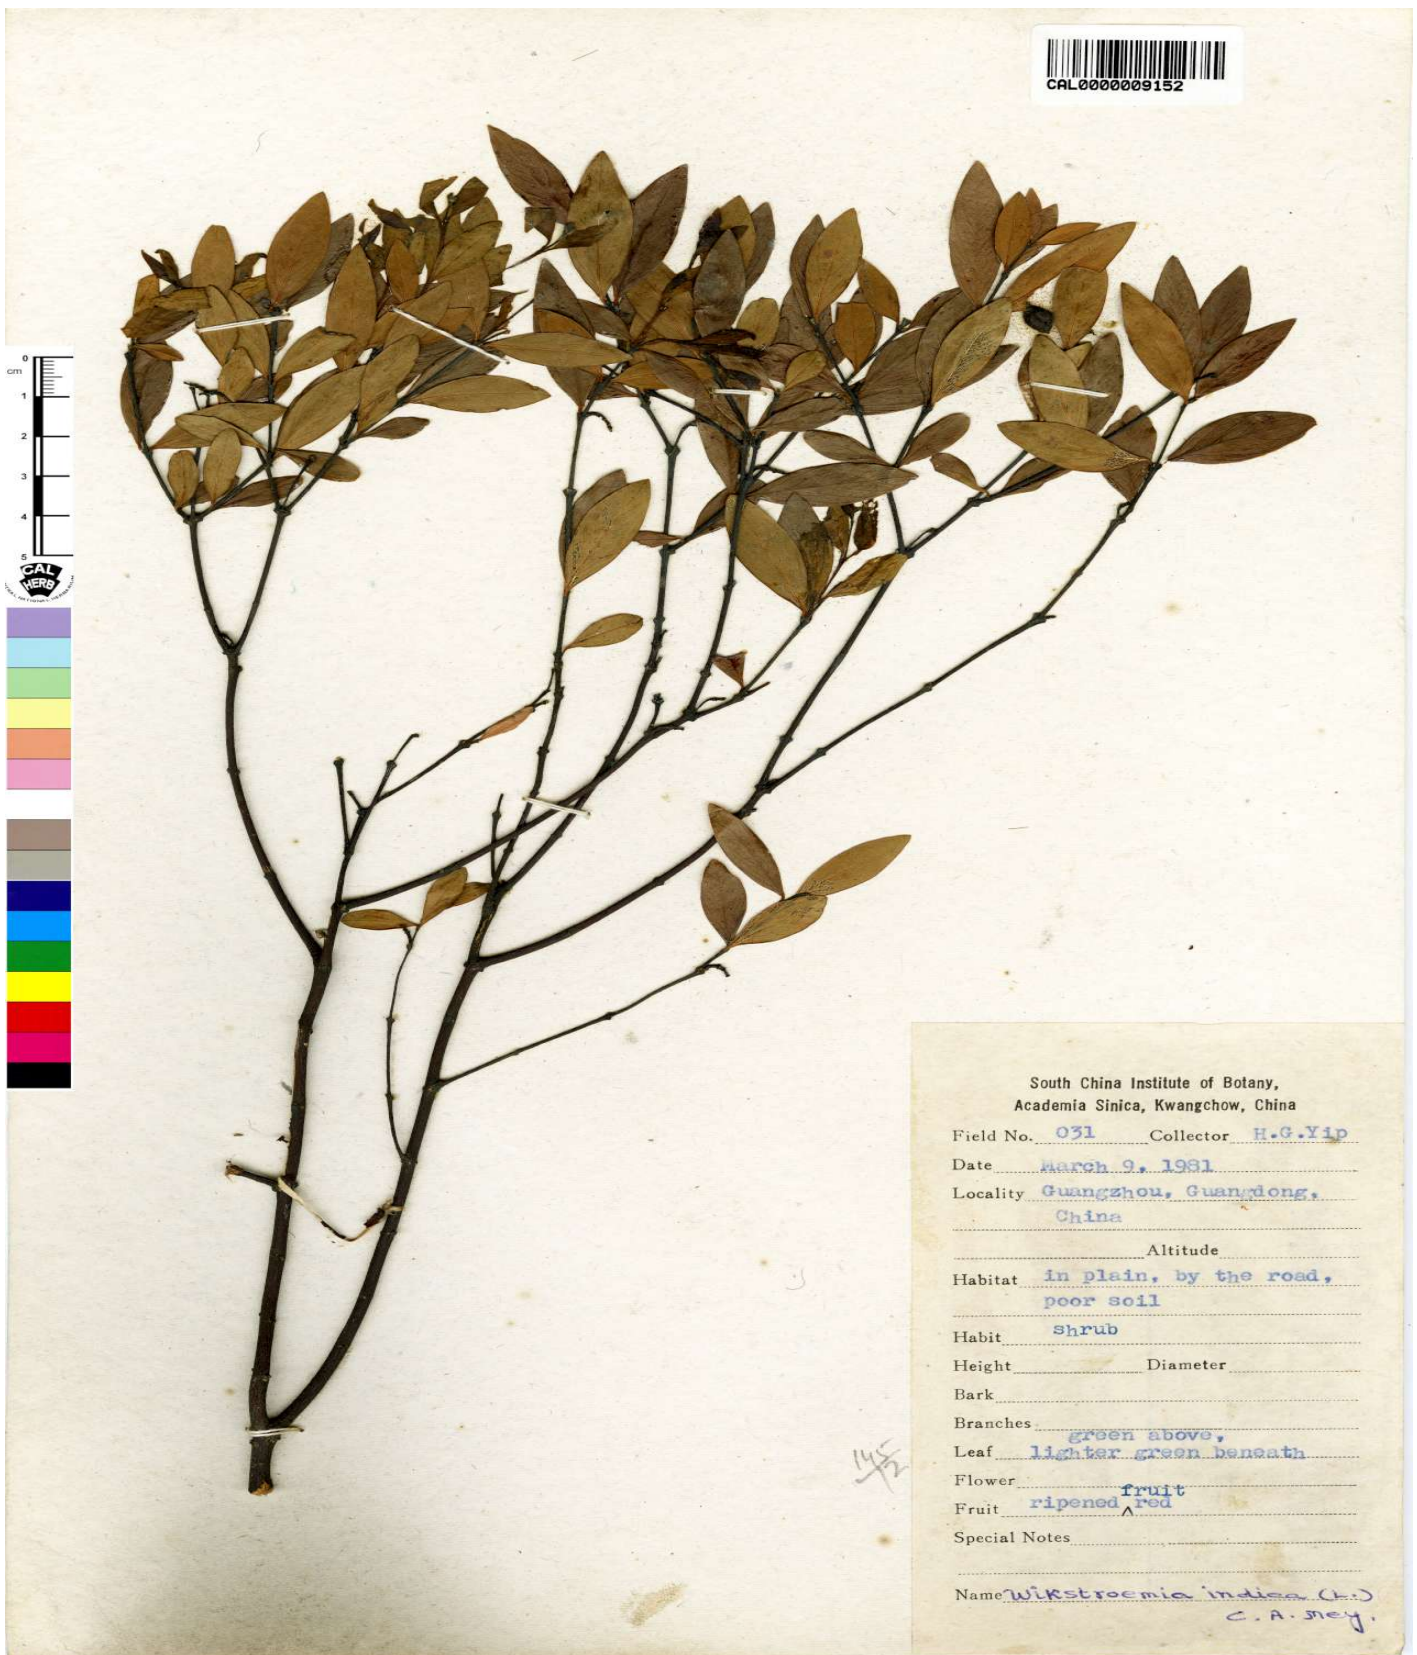 CAL0000009152
0
cm
1
2
3
4
5
CAL
HERB
South China Institute of Botany,
Academia Sinica, Kwangchow, China
Field No. 031 Collector H.G.Yip
Date March 9, 1981
Locality Guangzhou, Guangdong,
China
Altitude
Habitat in plain, by the road,
poor soil
Habit shrub
Height Diameter
Bark
Branches
green above,
Leaf lighter green beneath
Flower
fruit
Fruit ripened ^ red
Special Notes
Name Wikstroemia indica (L.)
C. A. Mey.
145
2